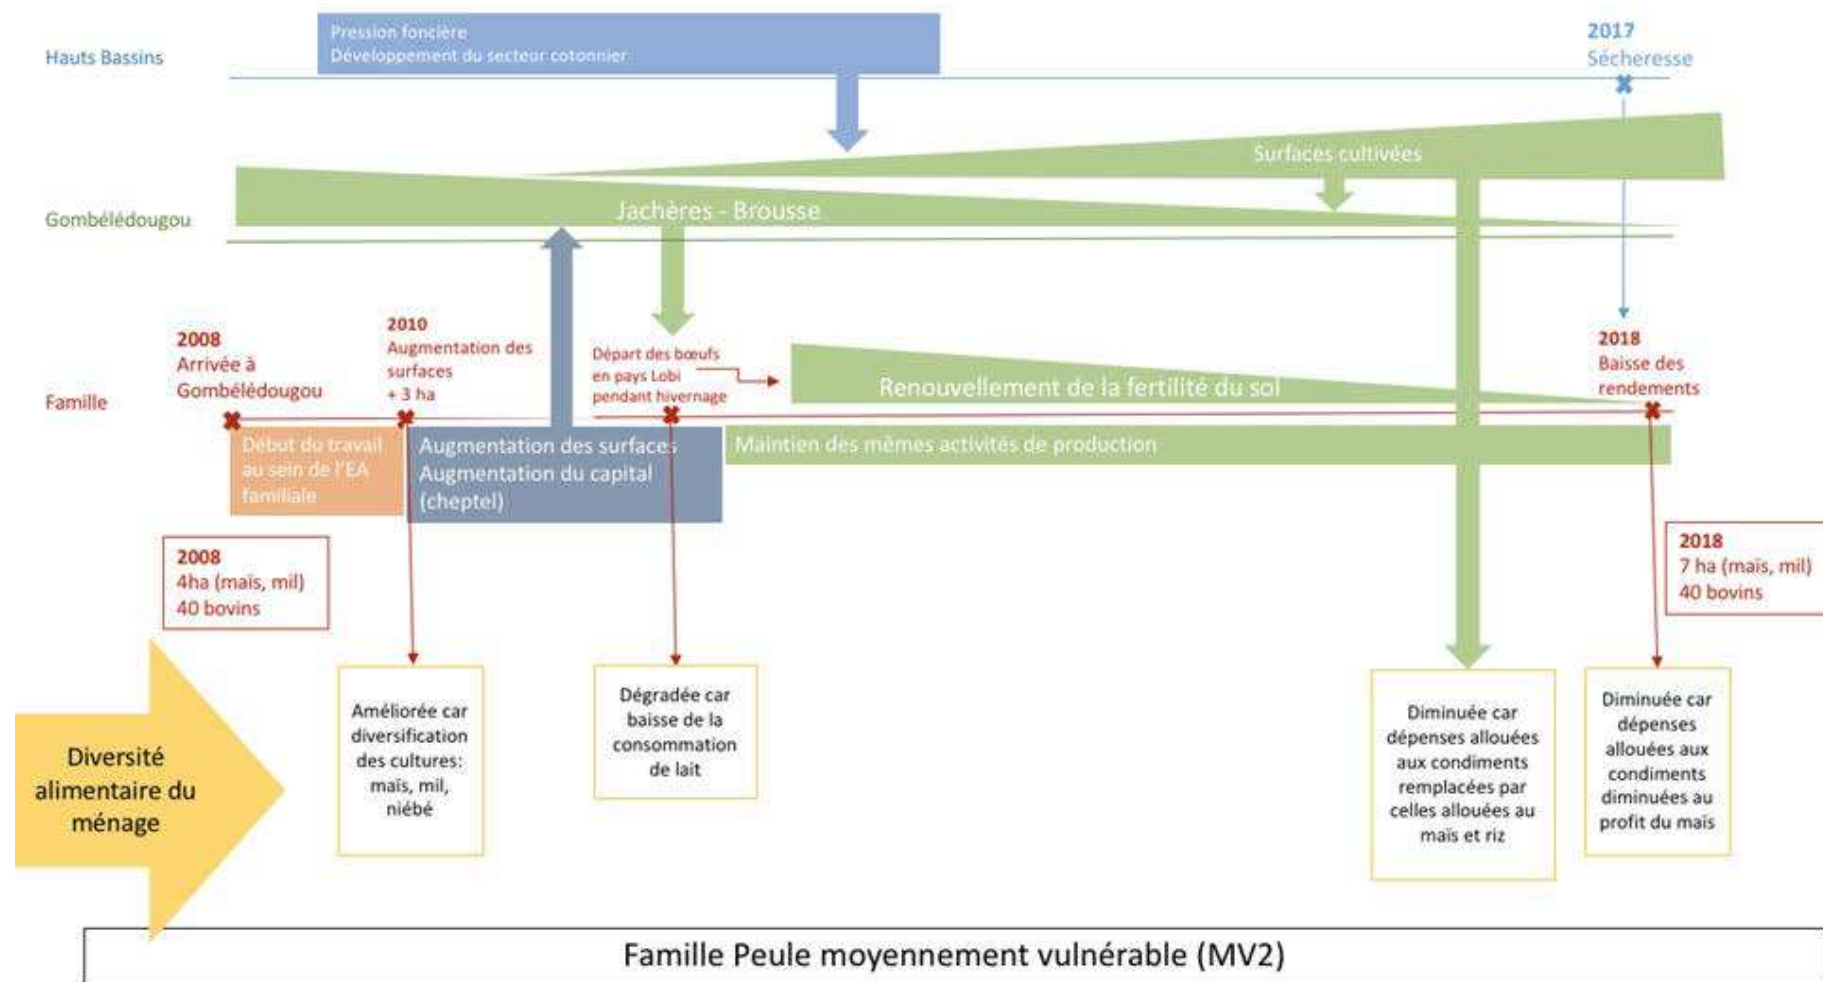 Hauts Bassins
Pression foncière
Développement du secteur cotonnier
2017
Sécheresse
Surfaces cultivées
Gombélédougou
Jachères - Brousse
Famille
2008
Arrivée à
Gombélédougou
2010
Augmentation des
surfaces
+ 3 ha
Départ des bœufs
en pays Lobi
pendant hivernage
Renouvellement de la fertilité du sol
2018
Baisse des
rendements
Début du travail
au sein de l'EA
familiale
Augmentation des surfaces
Augmentation du capital
(cheptel)
Maintien des mêmes activités de production
2008
4ha (maïs, mil)
40 bovins
2018
7 ha (maïs, mil)
40 bovins
Diversité
alimentaire du
ménage
Améliorée car
diversification
des cultures:
maïs, mil,
niébé
Dégradée car
baisse de la
consommation
de lait
Diminuée car
dépenses allouées
aux condiments
remplacées par
celles allouées au
maïs et riz
Diminuée car
dépenses
allouées aux
condiments
diminuées au
profit du maïs
Famille Peule moyennement vulnérable (MV2)